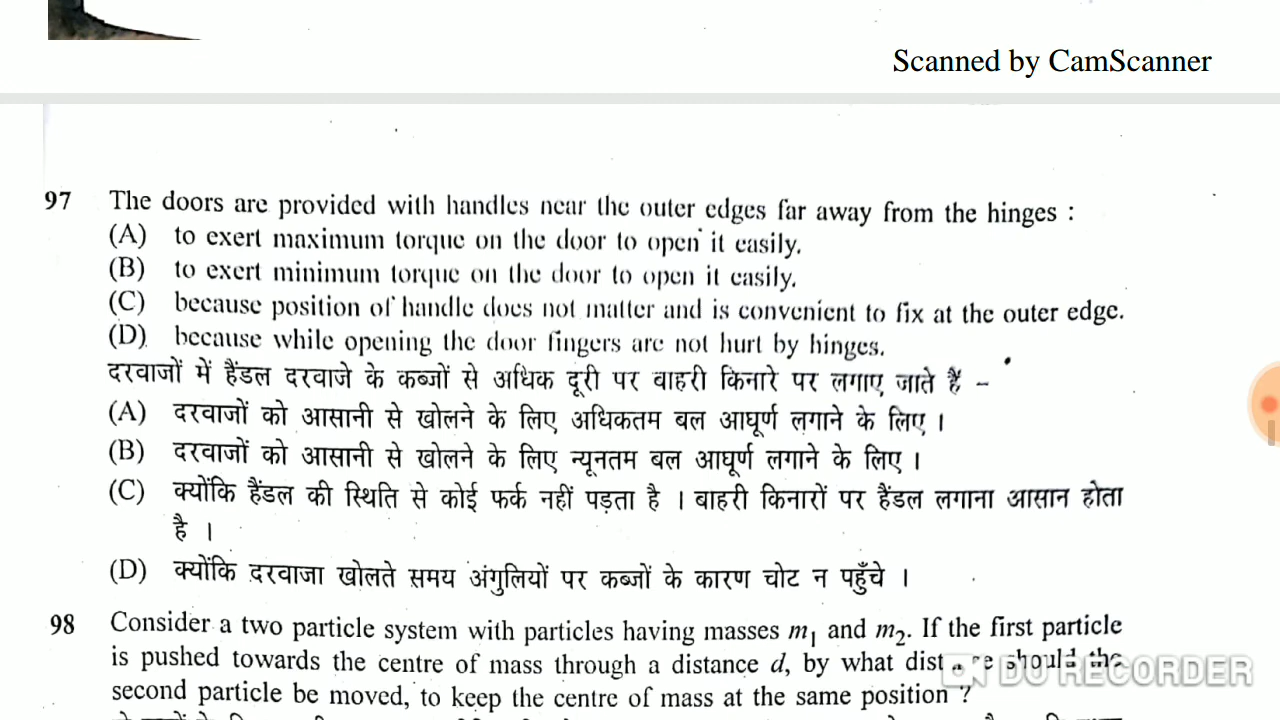 Scanned by CamScanner
97 The doors are provided with handles near the outer edges far away from the hinges :
(A) to exert maximum torque on the door to open it easily.
(B) to exert minimum torque on the door to open it easily.
(C) because position of handle does not matter and is convenient to fix at the outer edge.
(D) because while opening the door fingers are not hurt by hinges.
दरवाजों में हैंडल दरवाजे के कब्जों से अधिक दूरी पर बाहरी किनारे पर लगाए जाते हैं –
(A) दरवाजों को आसानी से खोलने के लिए अधिकतम बल आघूर्ण लगाने के लिए ।
(B) दरवाजों को आसानी से खोलने के लिए न्यूनतम बल आघूर्ण लगाने के लिए ।
(C) क्योंकि हैंडल की स्थिति से कोई फर्क नहीं पड़ता है । बाहरी किनारों पर हैंडल लगाना आसान होता
है ।
(D) क्योंकि दरवाजा खोलते समय अंगुलियों पर कब्जों के कारण चोट न पहुँचे ।
98 Consider a two particle system with particles having masses m₁ and m₂. If the first particle
is pushed towards the centre of mass through a distance d, by what should the
second particle be moved, to keep the centre of mass at the same position ?
DU RECORDER